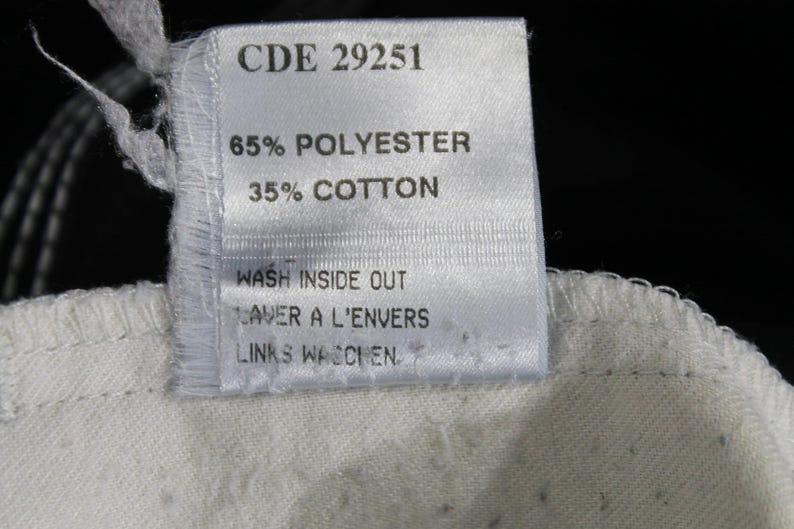 CDE 29251
65% POLYESTER
35% COTTON
WASH INSIDE OUT
LAVER A L'ENVERS
LINKS WASCHEN